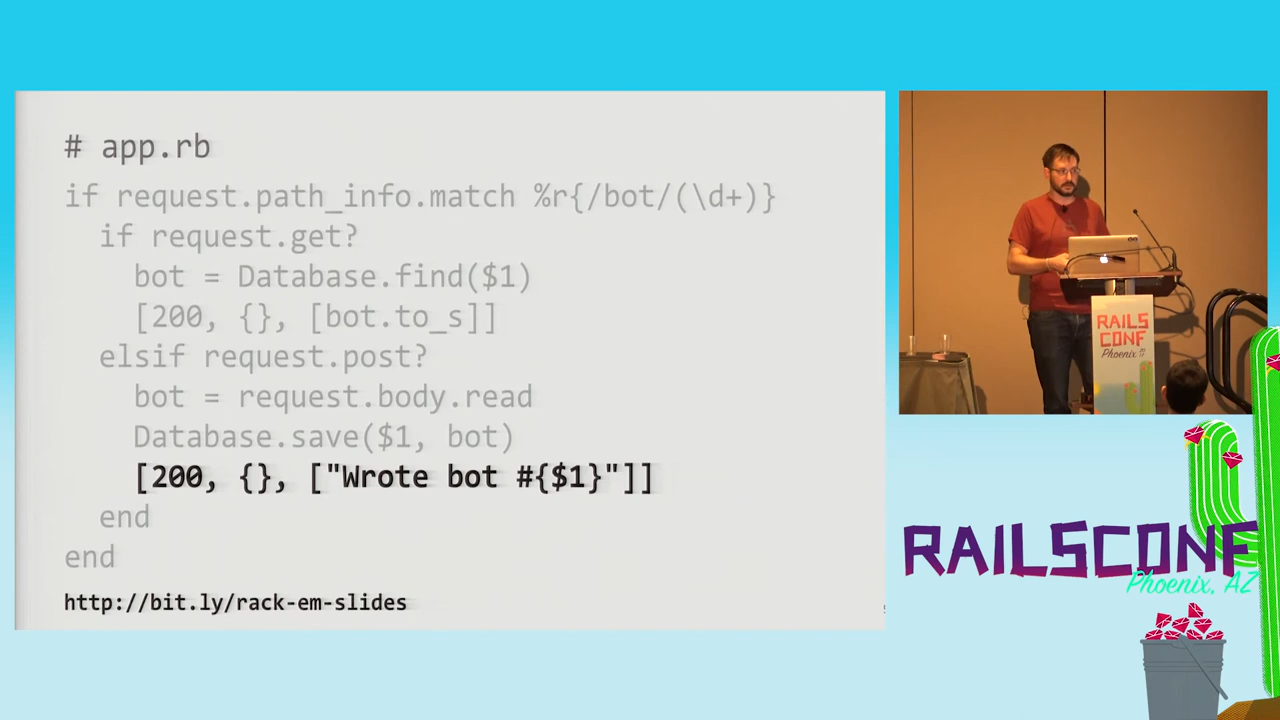 # app.rb
if request.path_info.match %r{/bot/(\d+)}
  if request.get?
    bot = Database.find($1)
    [200, {}, [bot.to_s]]
  elsif request.post?
    bot = request.body.read
    Database.save($1, bot)
    [200, {}, ["Wrote bot #{$1}"]]
  end
end
http://bit.ly/rack-em-slides
RAILS
CONF
Phoenix
RAILSCONF
Phoenix, AZ